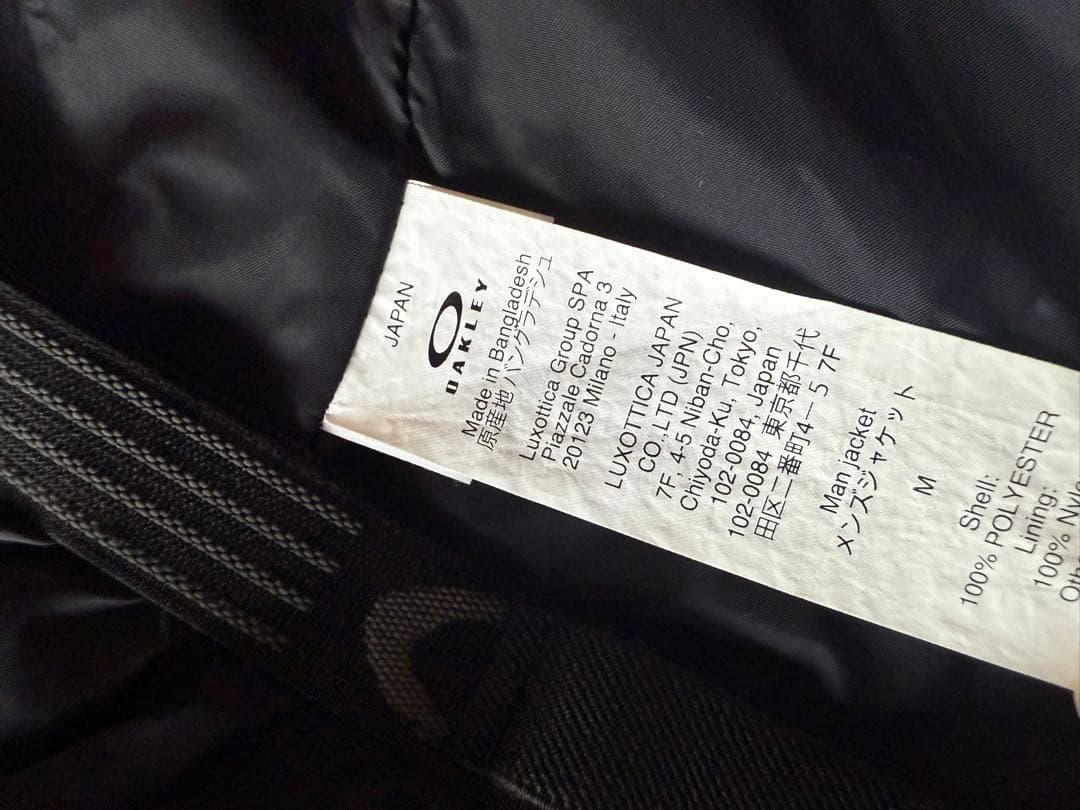 JAPAN
OAKLEY
Made in Bangladesh
原産地バングラデシュ
Luxottica Group SPA
Piazzale Cadorna 3
20123 Milano - Italy
LUXOTTICA JAPAN
CO.,LTD (JPN)
7F, 4-5 Niban-Cho,
Chiyoda-Ku, Tokyo,
102-0084, Japan
102-0084 東京都千代
田区二番町4－5 7F
Man jacket
メンズジャケット
M
Shell:
100% POLYESTER
Lining:
100%